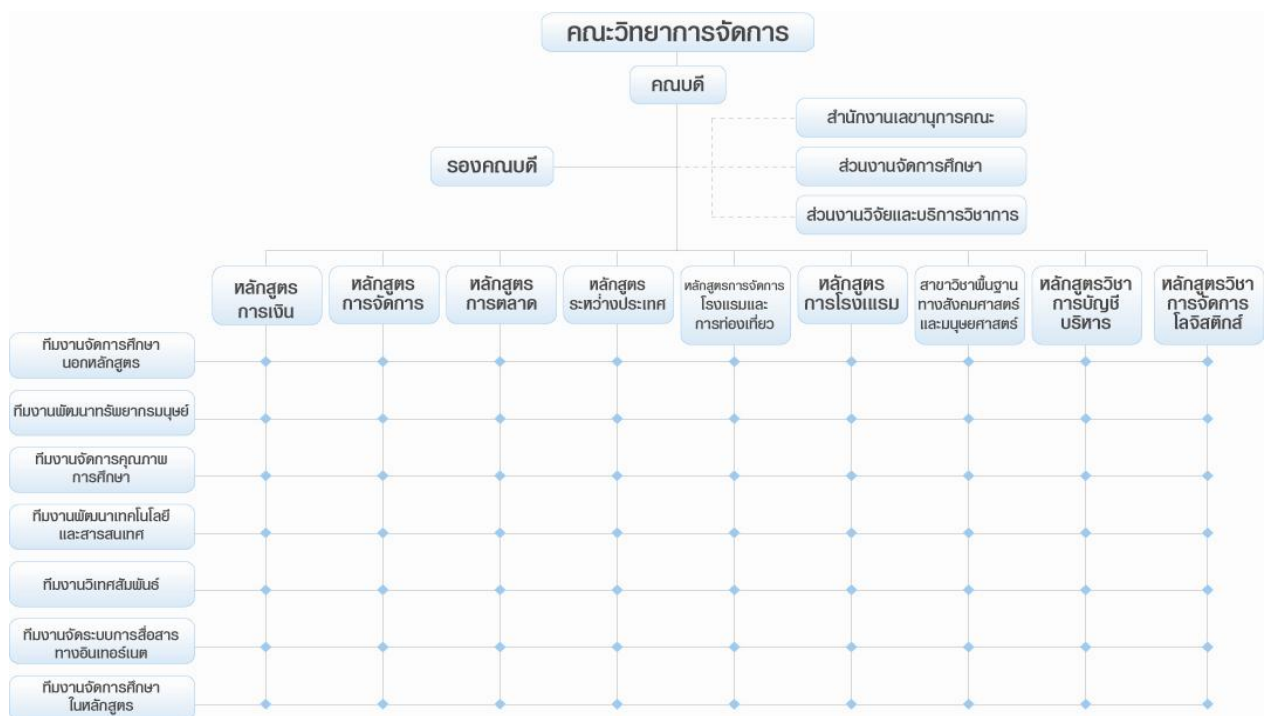 คณะวิทยาการจัดการ
คณบดี
สำนักงานเลขานุการคณะ
รองคณบดี
ส่วนงานจัดการศึกษา
ส่วนงานวิจัยและบริการวิชาการ
หลักสูตร
การเงิน
หลักสูตร
การจัดการ
หลักสูตร
การตลาด
หลักสูตร
ระหว่างประเทศ
หลักสูตรการจัดการ
โรงแรมและ
การท่องเที่ยว
หลักสูตร
การโรงแรม
สาขาวิชาพื้นฐาน
ทางสังคมศาสตร์
และมนุษยศาสตร์
หลักสูตรวิชา
การบัญชี
บริหาร
หลักสูตรวิชา
การจัดการ
โลจิสติกส์
ทีมงานจัดการศึกษา
นอกหลักสูตร
ทีมงานพัฒนาทรัพยากรมนุษย์
ทีมงานจัดการคุณภาพ
การศึกษา
ทีมงานพัฒนาเทคโนโลยี
และสารสนเทศ
ทีมงานวิเทศสัมพันธ์
ทีมงานจัดระบบการสื่อสาร
ทางอินเทอร์เนต
ทีมงานจัดการศึกษา
ในหลักสูตร